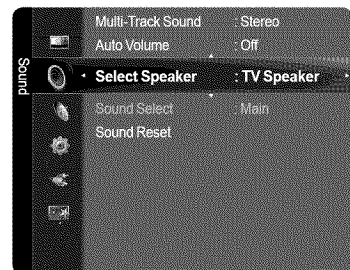 Sound
Multi-Track Sound : Stereo
Auto Volume : Off
Select Speaker : TV Speaker
Sound Select : Main
Sound Reset